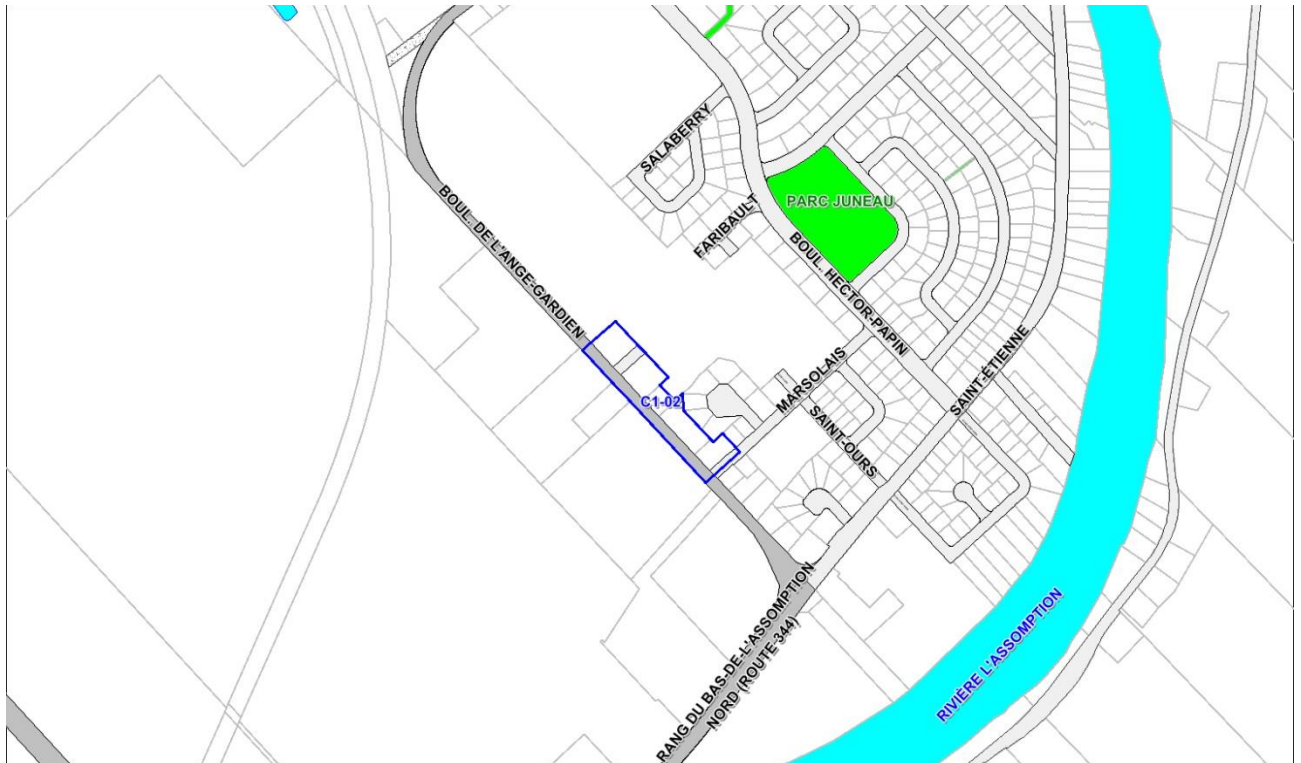 SALABERRY
PARC JUNEAU
FARIBAULT
BOUL. DE L'ANGE-GARDIEN
BOUL. HECTOR-PAPIN
MARSOLAIS
SAINT-ÉTIENNE
C1-02
SAINT-OURS
RANG DU BAS-DE-L'ASSOMPTION
NORD (ROUTE 344)
RIVIÈRE L'ASSOMPTION